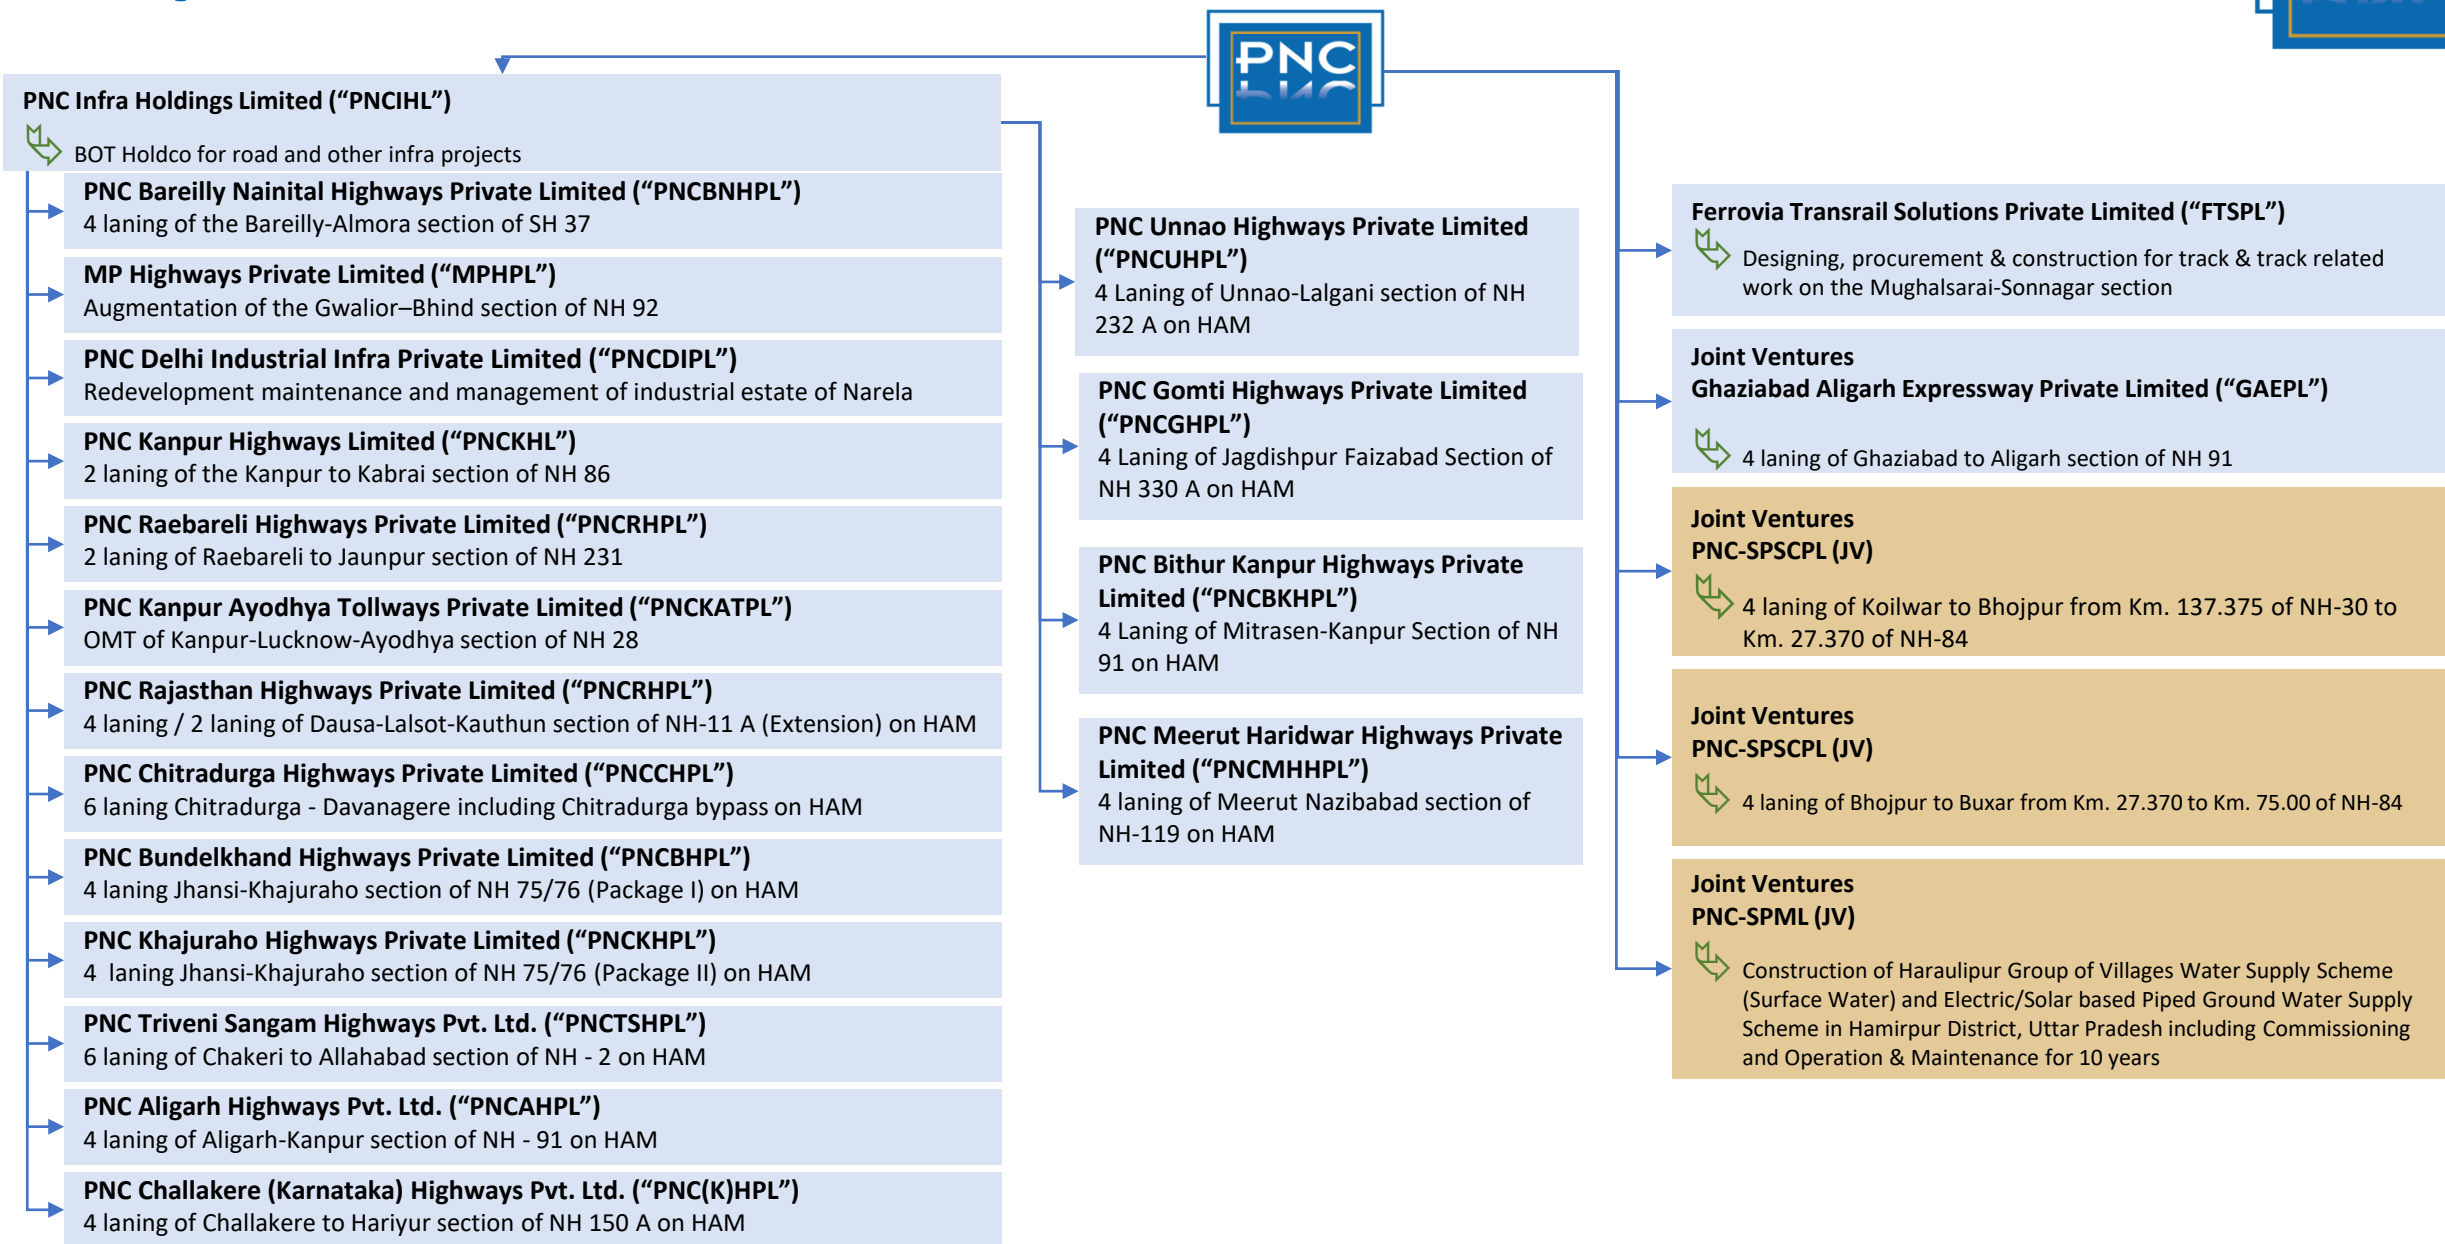 PNC
PNC Infra Holdings Limited (“PNCIHL”)
BOT Holdco for road and other infra projects
PNC Bareilly Nainital Highways Private Limited (“PNCBNHPL”)
4 laning of the Bareilly-Almora section of SH 37
MP Highways Private Limited (“MPHPL”)
Augmentation of the Gwalior–Bhind section of NH 92
PNC Delhi Industrial Infra Private Limited (“PNCDIPL”)
Redevelopment maintenance and management of industrial estate of Narela
PNC Kanpur Highways Limited (“PNCKHL”)
2 laning of the Kanpur to Kabrai section of NH 86
PNC Raebareli Highways Private Limited (“PNCRHPL”)
2 laning of Raebareli to Jaunpur section of NH 231
PNC Kanpur Ayodhya Tollways Private Limited (“PNCKATPL”)
OMT of Kanpur-Lucknow-Ayodhya section of NH 28
PNC Rajasthan Highways Private Limited (“PNCRHPL”)
4 laning / 2 laning of Dausa-Lalsot-Kauthun section of NH-11 A (Extension) on HAM
PNC Chitradurga Highways Private Limited (“PNCCHPL”)
6 laning Chitradurga - Davanagere including Chitradurga bypass on HAM
PNC Bundelkhand Highways Private Limited (“PNCBHPL”)
4 laning Jhansi-Khajuraho section of NH 75/76 (Package I) on HAM
PNC Khajuraho Highways Private Limited (“PNCKHPL”)
4 laning Jhansi-Khajuraho section of NH 75/76 (Package II) on HAM
PNC Triveni Sangam Highways Pvt. Ltd. (“PNCTSHPL”)
6 laning of Chakeri to Allahabad section of NH - 2 on HAM
PNC Aligarh Highways Pvt. Ltd. (“PNCAHPL”)
4 laning of Aligarh-Kanpur section of NH - 91 on HAM
PNC Challakere (Karnataka) Highways Pvt. Ltd. (“PNC(K)HPL”)
4 laning of Challakere to Hariyur section of NH 150 A on HAM
PNC Unnao Highways Private Limited
(“PNCUHPL”)
4 Laning of Unnao-Lalgani section of NH
232 A on HAM
PNC Gomti Highways Private Limited
(“PNCGHPL”)
4 Laning of Jagdishpur Faizabad Section of
NH 330 A on HAM
PNC Bithur Kanpur Highways Private
Limited (“PNCBKHPL”)
4 Laning of Mitrasen-Kanpur Section of NH
91 on HAM
PNC Meerut Haridwar Highways Private
Limited (“PNCMHHPL”)
4 laning of Meerut Nazibabad section of
NH-119 on HAM
Ferrovia Transrail Solutions Private Limited (“FTSPL”)
Designing, procurement & construction for track & track related
work on the Mughalsarai-Sonnagar section
Joint Ventures
Ghaziabad Aligarh Expressway Private Limited (“GAEPL”)
4 laning of Ghaziabad to Aligarh section of NH 91
Joint Ventures
PNC-SPSCPL (JV)
4 laning of Koilwar to Bhojpur from Km. 137.375 of NH-30 to
Km. 27.370 of NH-84
Joint Ventures
PNC-SPSCPL (JV)
4 laning of Bhojpur to Buxar from Km. 27.370 to Km. 75.00 of NH-84
Joint Ventures
PNC-SPML (JV)
Construction of Haraulipur Group of Villages Water Supply Scheme
(Surface Water) and Electric/Solar based Piped Ground Water Supply
Scheme in Hamirpur District, Uttar Pradesh including Commissioning
and Operation & Maintenance for 10 years